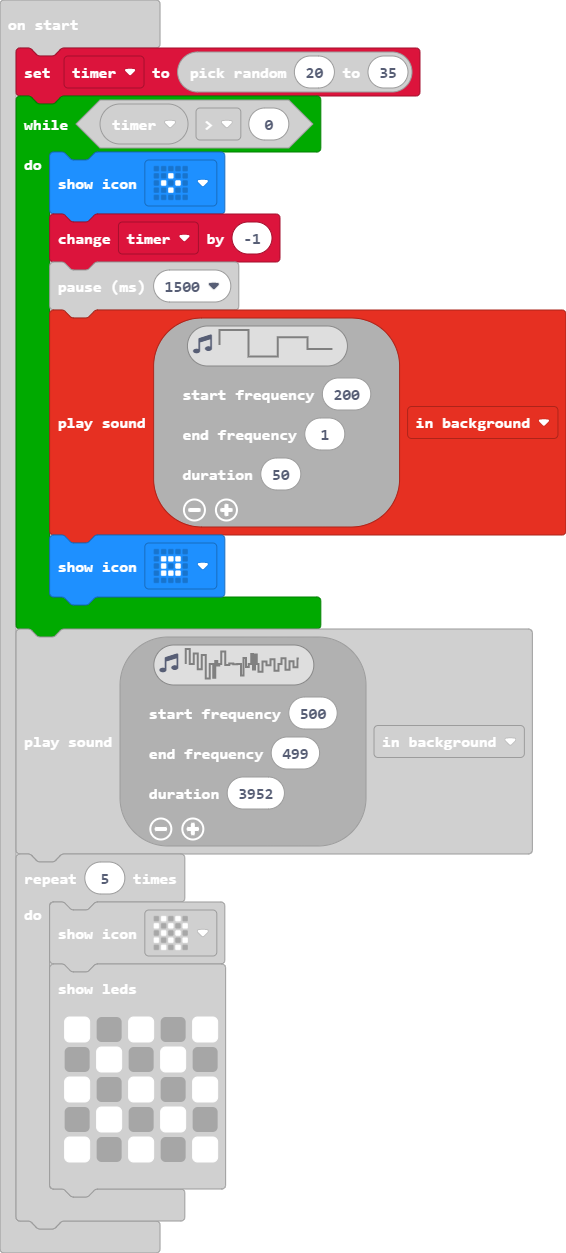 on start
set timer to pick random 20 to 35
while timer > 0
do
show icon
change timer by -1
pause (ms) 1500
start frequency 200
play sound end frequency 1 in background
duration 50
show icon
start frequency 500
play sound end frequency 499 in background
duration 3952
repeat 5 times
do
show icon
show leds